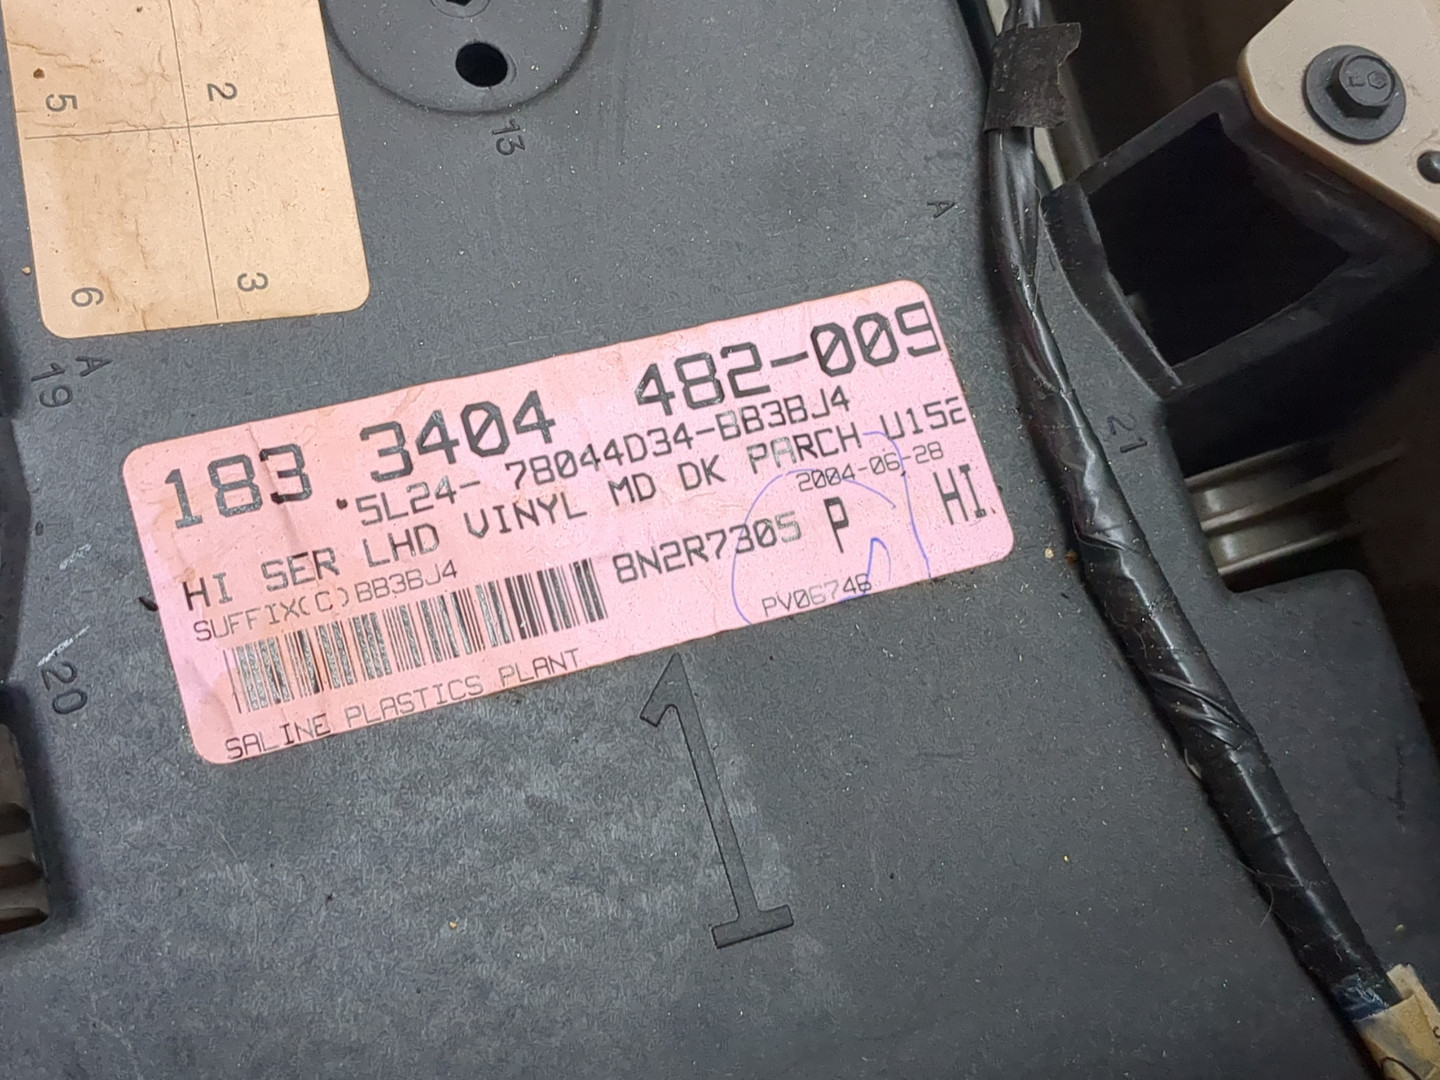 5 2
6 3
13
A
A
19
20
21
183 3404 482-009
5L24- 78044D34-BB3BJ4
HI SER LHD VINYL MD DK PARCH U152
SUFFIX(C)BB3BJ4 2004-06-28
8N2R7305 P HI
PV06746
SALINE PLASTICS PLANT
1